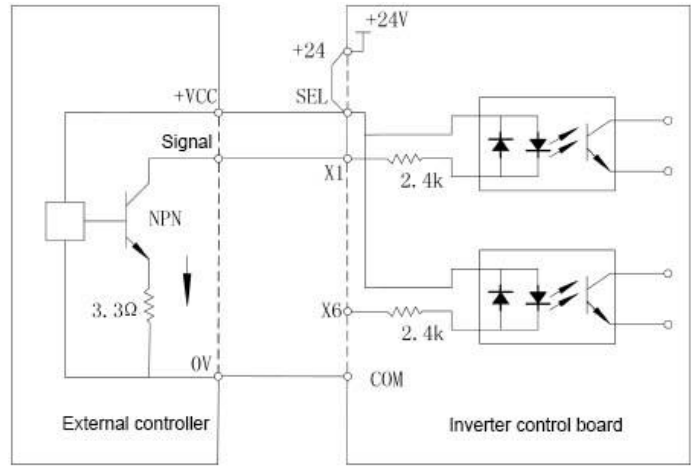 +24V
+24
+VCC
SEL
Signal
X1
2.4k
NPN
3.3Ω
X6
2.4k
0V
COM
External controller
Inverter control board